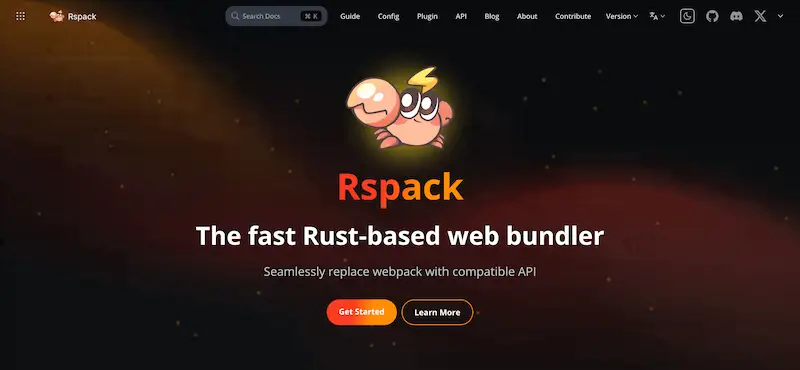 Rspack
Search Docs ⌘ K
Guide Config Plugin API Blog About Contribute Version
Rspack
The fast Rust-based web bundler
Seamlessly replace webpack with compatible API
Get Started Learn More